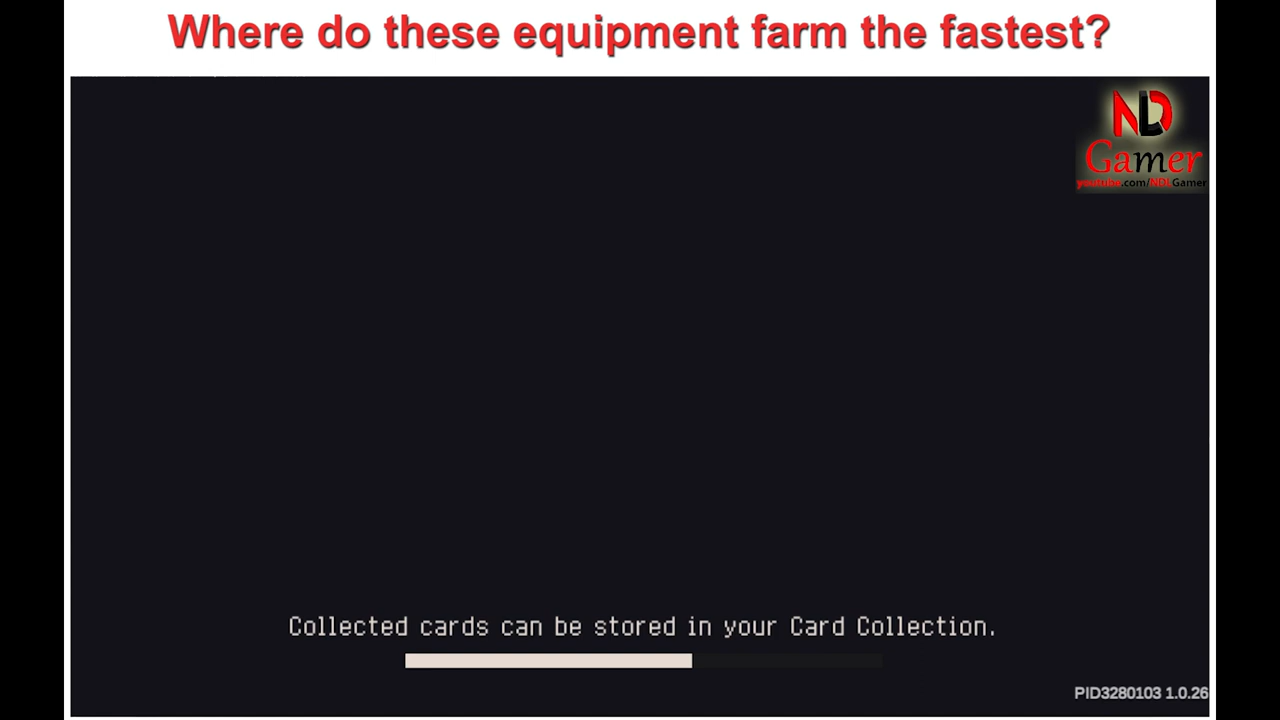 Where do these equipment farm the fastest?
NDL
Gamer
youtube.com/NDLGamer
Collected cards can be stored in your Card Collection.
PID3280103 1.0.26